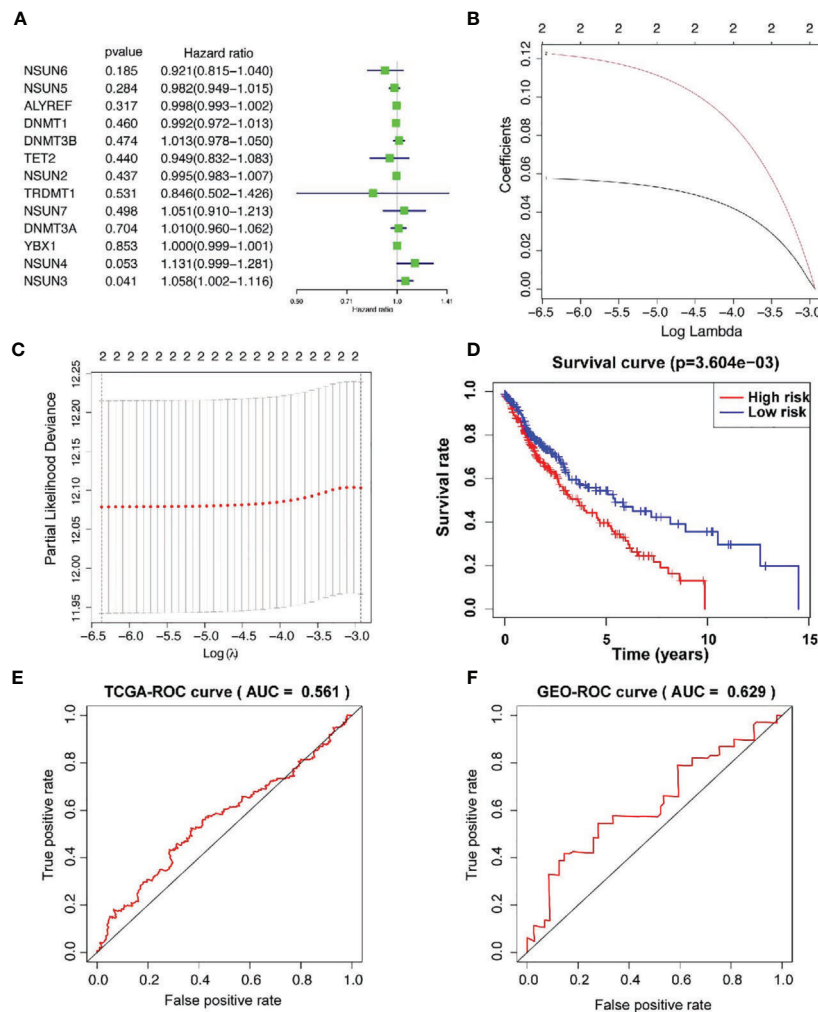 A
pvalue Hazard ratio
NSUN6 0.185 0.921(0.815−1.040)
NSUN5 0.284 0.982(0.949−1.015)
ALYREF 0.317 0.998(0.993−1.002)
DNMT1 0.460 0.992(0.972−1.013)
DNMT3B 0.474 1.013(0.978−1.050)
TET2 0.440 0.949(0.832−1.083)
NSUN2 0.437 0.995(0.983−1.007)
TRDMT1 0.531 0.846(0.502−1.426)
NSUN7 0.498 1.051(0.910−1.213)
DNMT3A 0.704 1.010(0.960−1.062)
YBX1 0.853 1.000(0.999−1.001)
NSUN4 0.053 1.131(0.999−1.281)
NSUN3 0.041 1.058(1.002−1.116)
0.50 0.71 1.0 1.41
Hazard ratio
B
2 2 2 2 2 2 2 2
0.12
0.10
0.08
0.06
0.04
0.02
0.00
Coefficients
−6.5 −6.0 −5.5 −5.0 −4.5 −4.0 −3.5 −3.0
Log Lambda
C
2 2 2 2 2 2 2 2 2 2 2 2 2 2 2 2 2 2
12.25
12.20
12.10
12.05
12.00
11.95
Partial Likelihood Deviance
−6.5 −6.0 −5.5 −5.0 −4.5 −4.0 −3.5 −3.0
Log(λ)
D
Survival curve (p=3.604e−03)
High risk
Low risk
1.0
0.8
0.6
0.4
0.2
0.0
Survival rate
0 5 10 15
Time (years)
E
TCGA-ROC curve ( AUC = 0.561 )
1.0
0.8
0.6
0.4
0.2
0.0
True positive rate
0.0 0.2 0.4 0.6 0.8 1.0
False positive rate
F
GEO-ROC curve ( AUC = 0.629 )
1.0
0.8
0.6
0.4
0.2
0.0
True positive rate
0.0 0.2 0.4 0.6 0.8 1.0
False positive rate